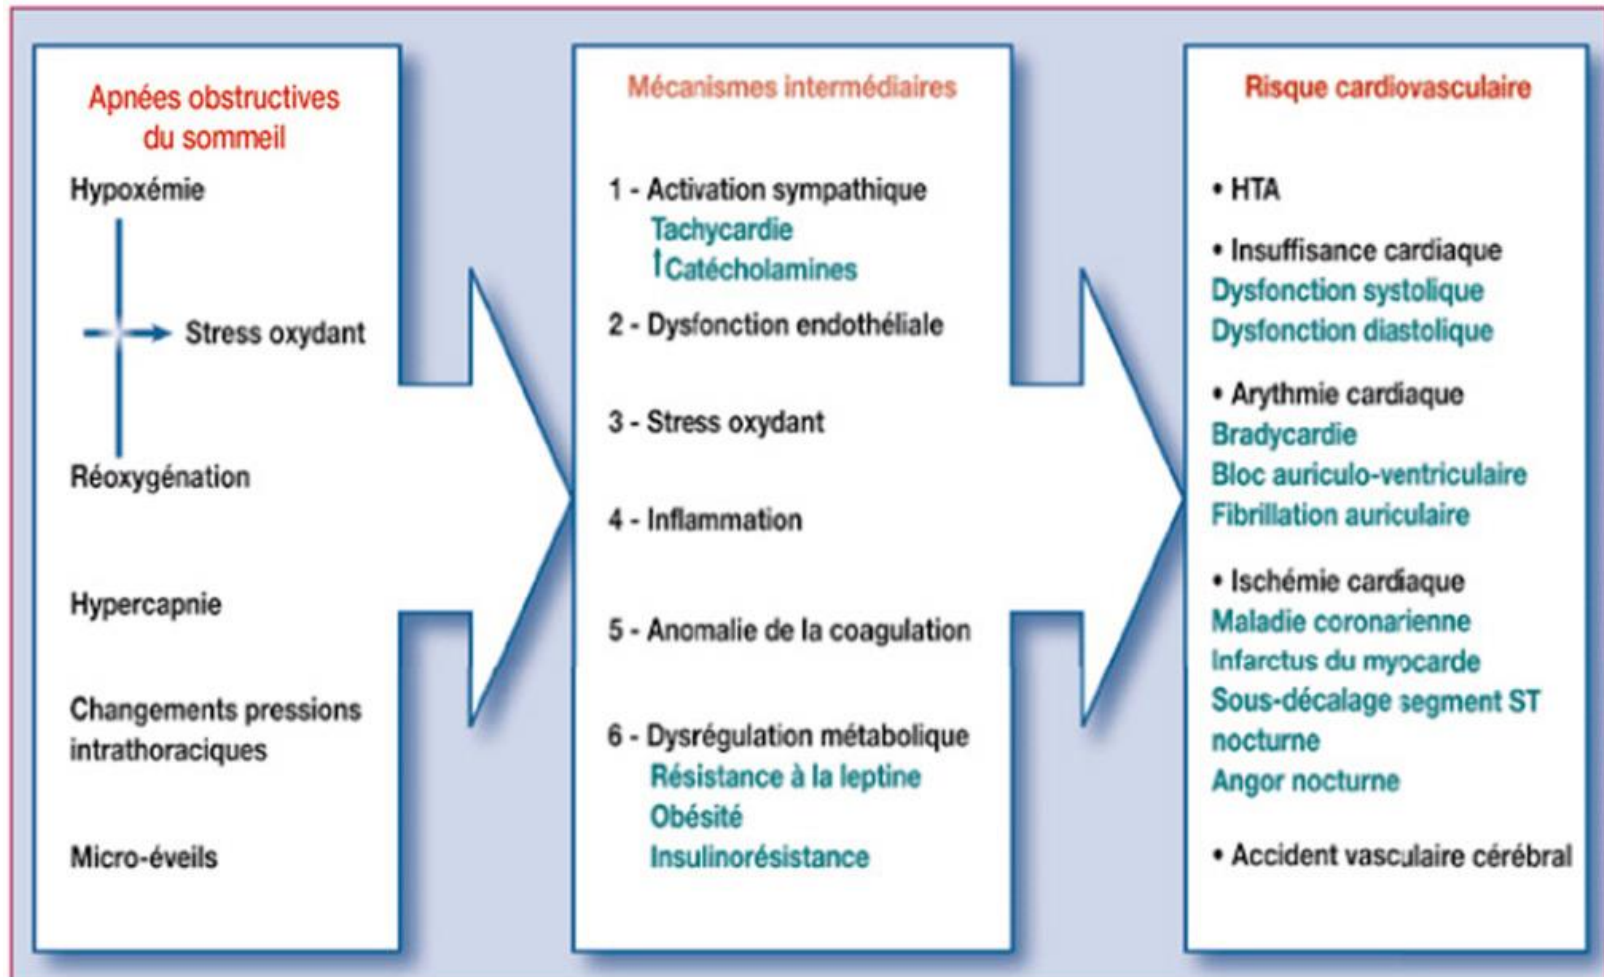 Apnées obstructives
du sommeil
Hypoxémie
Stress oxydant
Réoxygénation
Hypercapnie
Changements pressions
intrathoraciques
Micro-éveils
Mécanismes intermédiaires
1 - Activation sympathique
Tachycardie
↑Catécholamines
2 - Dysfonction endothéliale
3 - Stress oxydant
4 - Inflammation
5 - Anomalie de la coagulation
6 - Dysrégulation métabolique
Résistance à la leptine
Obésité
Insulinorésistance
Risque cardiovasculaire
• HTA
• Insuffisance cardiaque
Dysfonction systolique
Dysfonction diastolique
• Arythmie cardiaque
Bradycardie
Bloc auriculo-ventriculaire
Fibrillation auriculaire
• Ischémie cardiaque
Maladie coronarienne
Infarctus du myocarde
Sous-décalage segment ST
nocturne
Angor nocturne
• Accident vasculaire cérébral